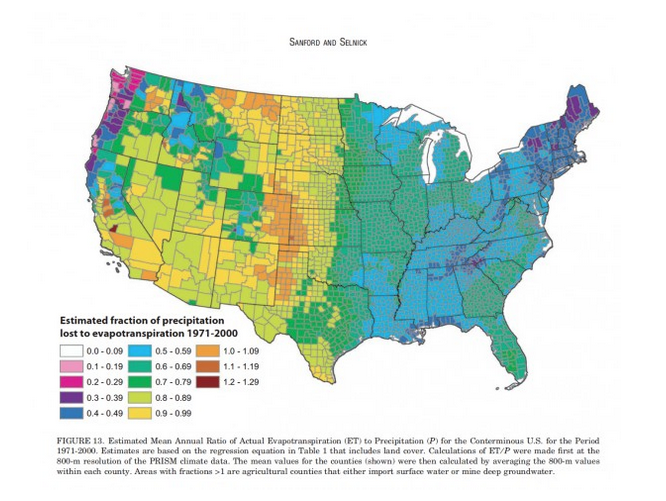 SANFORD AND SELNICK
Estimated fraction of precipitation
lost to evapotranspiration 1971-2000
0.0 - 0.09 0.5 - 0.59 1.0 - 1.09
0.1 - 0.19 0.6 - 0.69 1.1 - 1.19
0.2 - 0.29 0.7 - 0.79 1.2 - 1.29
0.3 - 0.39 0.8 - 0.89
0.4 - 0.49 0.9 - 0.99
FIGURE 13. Estimated Mean Annual Ratio of Actual Evapotranspiration (ET) to Precipitation (P) for the Conterminous U.S. for the Period
1971-2000. Estimates are based on the regression equation in Table 1 that includes land cover. Calculations of ET/P were made first at the
800-m resolution of the PRISM climate data. The mean values for the counties (shown) were then calculated by averaging the 800-m values
within each county. Areas with fractions >1 are agricultural counties that either import surface water or mine deep groundwater.